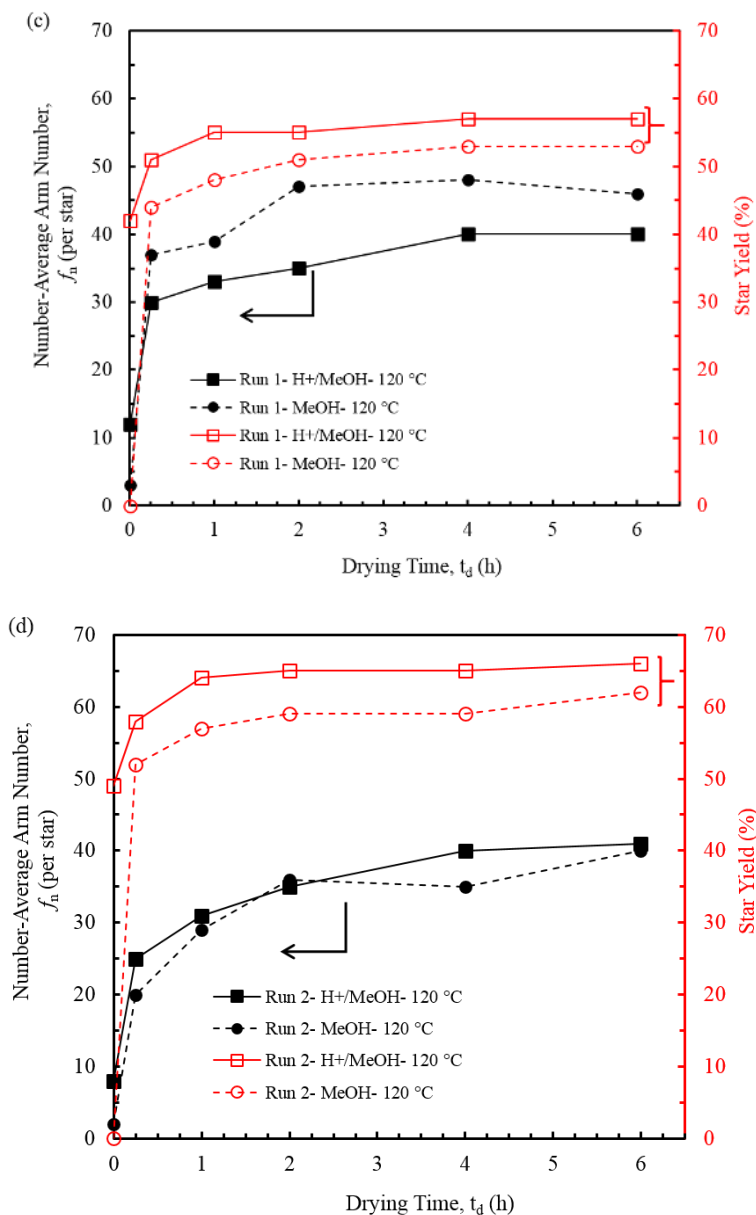 (c)
70
60
50
40
30
20
10
0
Number-Average Arm Number,
fn (per star)
70
60
50
40
30
20
10
0
Star Yield (%)
Run 1- H+/MeOH- 120 °C
Run 1- MeOH- 120 °C
Run 1- H+/MeOH- 120 °C
Run 1- MeOH- 120 °C
0 1 2 3 4 5 6
Drying Time, td (h)
(d)
70
60
50
40
30
20
10
0
Number-Average Arm Number,
fn (per star)
70
60
50
40
30
20
10
0
Star Yield (%)
Run 2- H+/MeOH- 120 °C
Run 2- MeOH- 120 °C
Run 2- H+/MeOH- 120 °C
Run 2- MeOH- 120 °C
0 1 2 3 4 5 6
Drying Time, td (h)